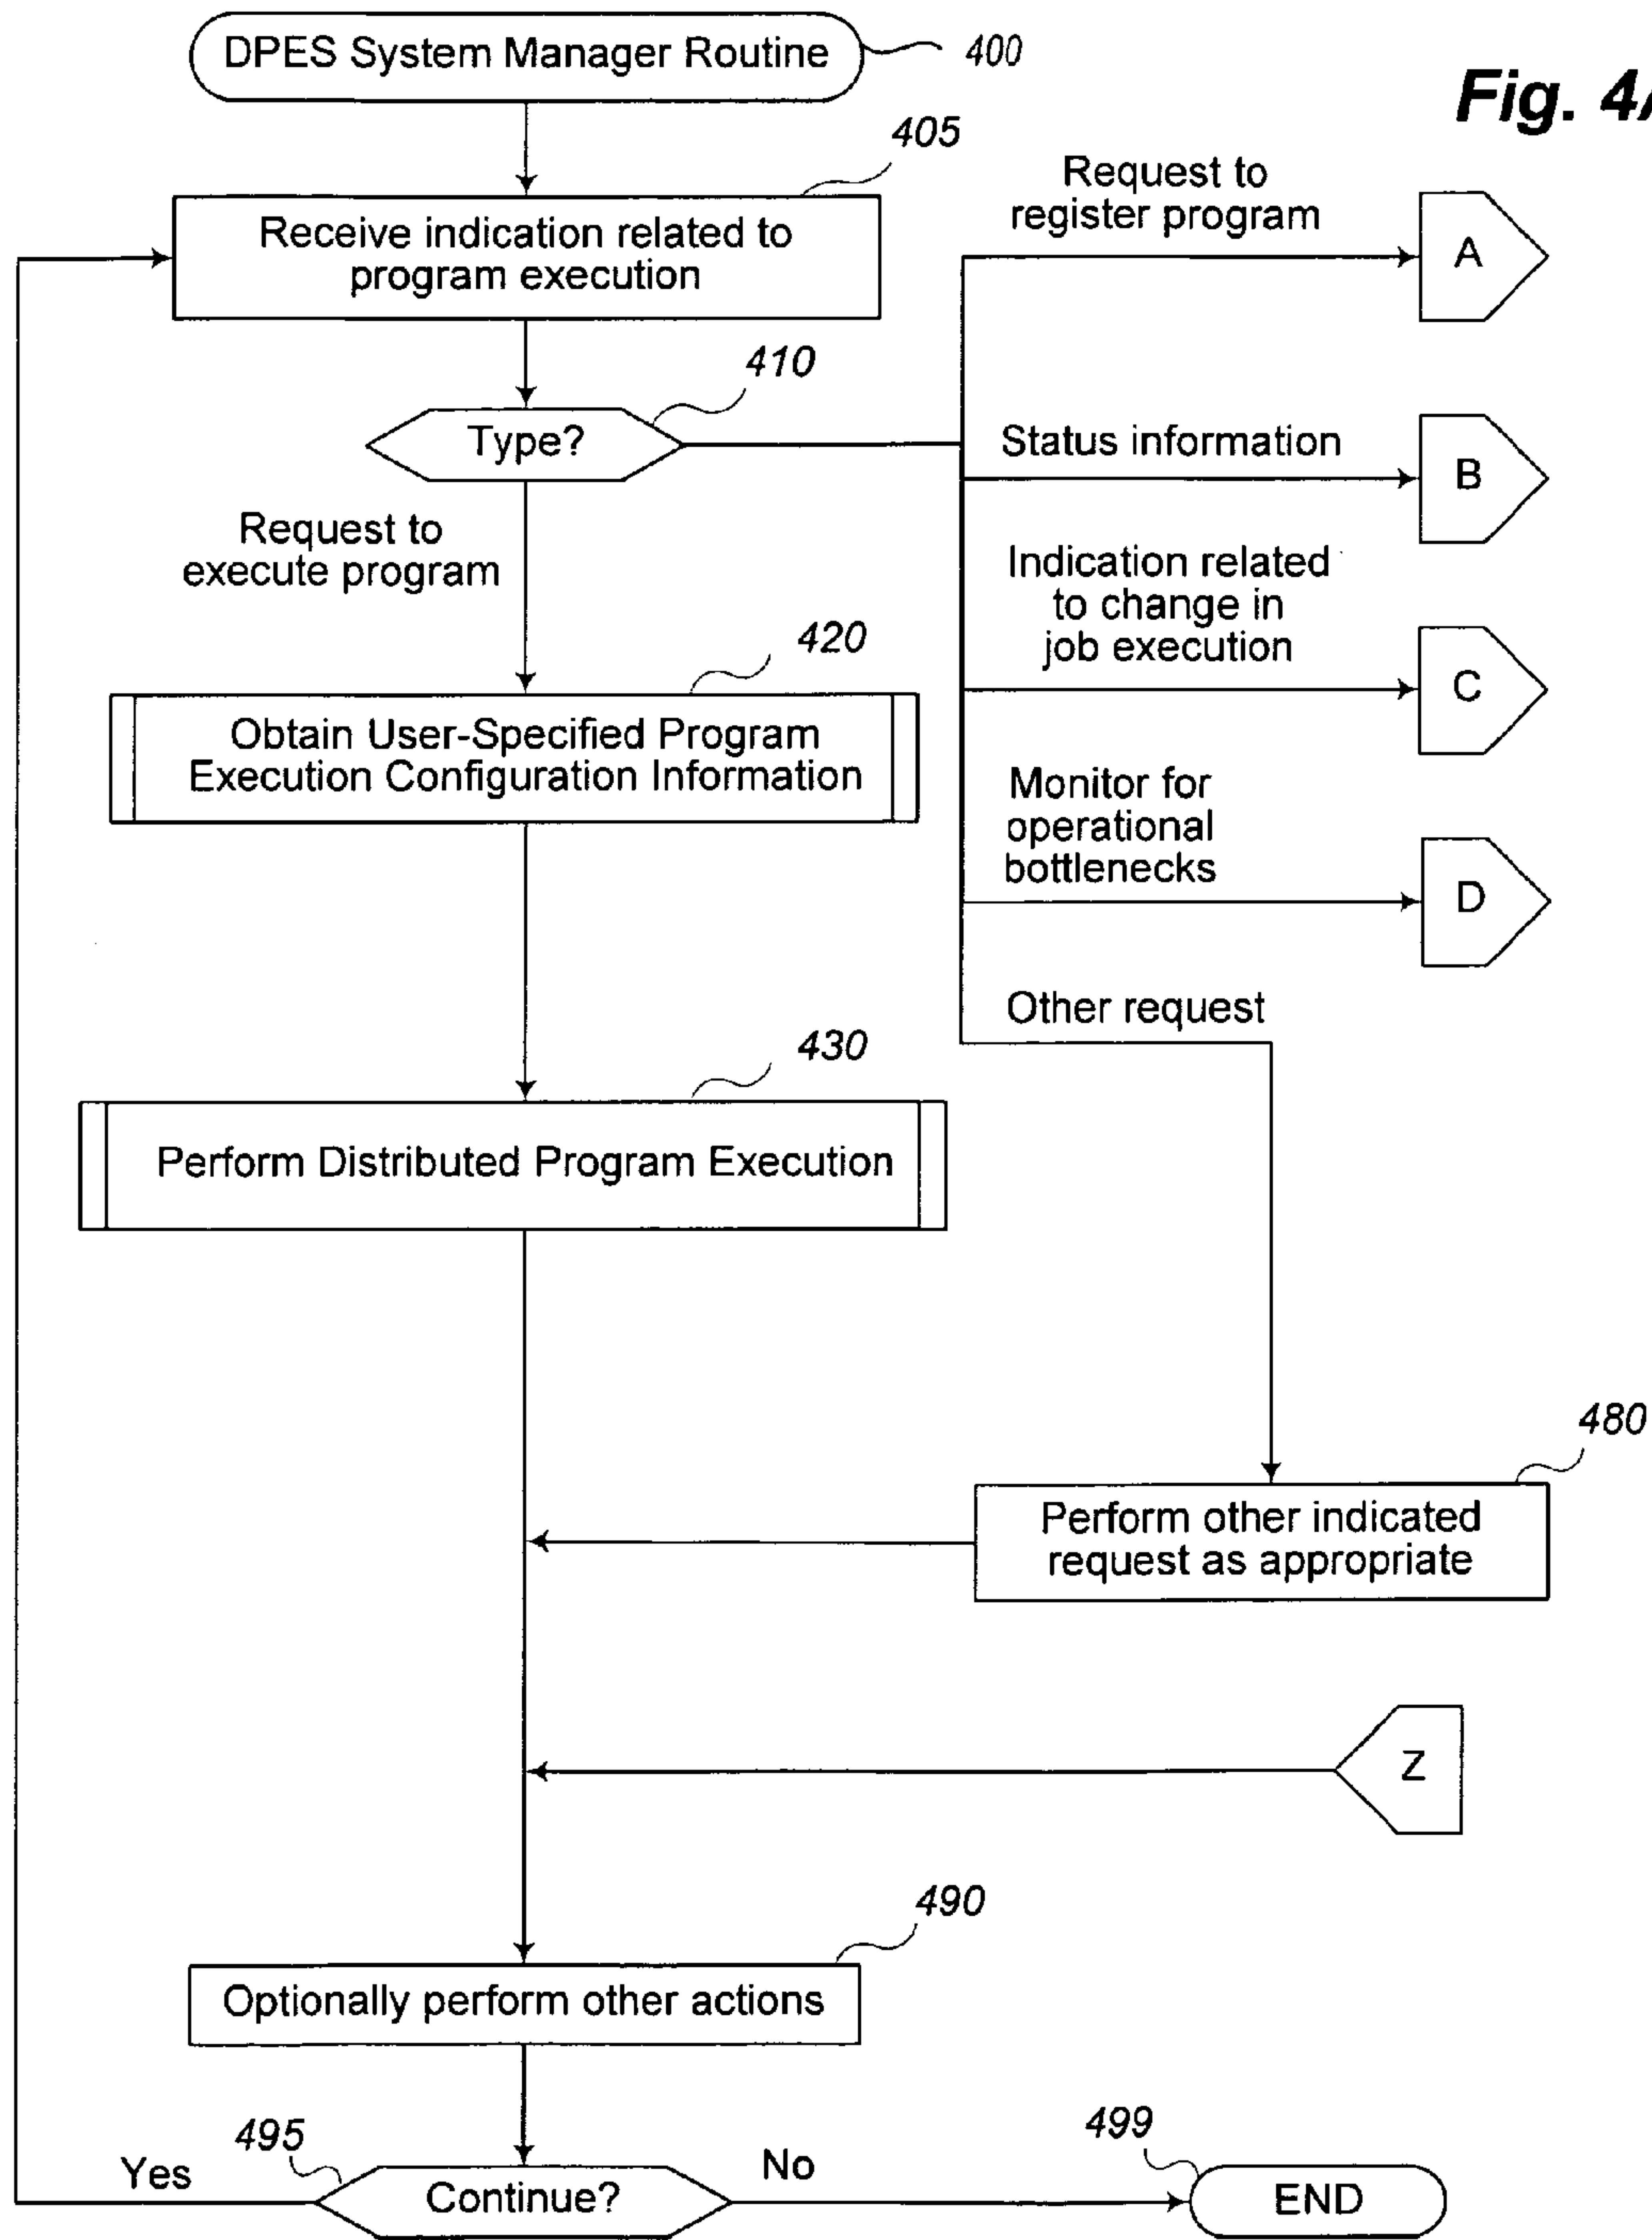 DPES System Manager Routine
400
Fig. 4
405
Receive indication related to
program execution
Request to
register program
A
410
Type?
Status information
B
Request to
execute program
Indication related
to change in
job execution
C
420
Obtain User-Specified Program
Execution Configuration Information
Monitor for
operational
bottlenecks
D
Other request
430
Perform Distributed Program Execution
480
Perform other indicated
request as appropriate
Z
490
Optionally perform other actions
495
Yes
Continue?
No
499
END